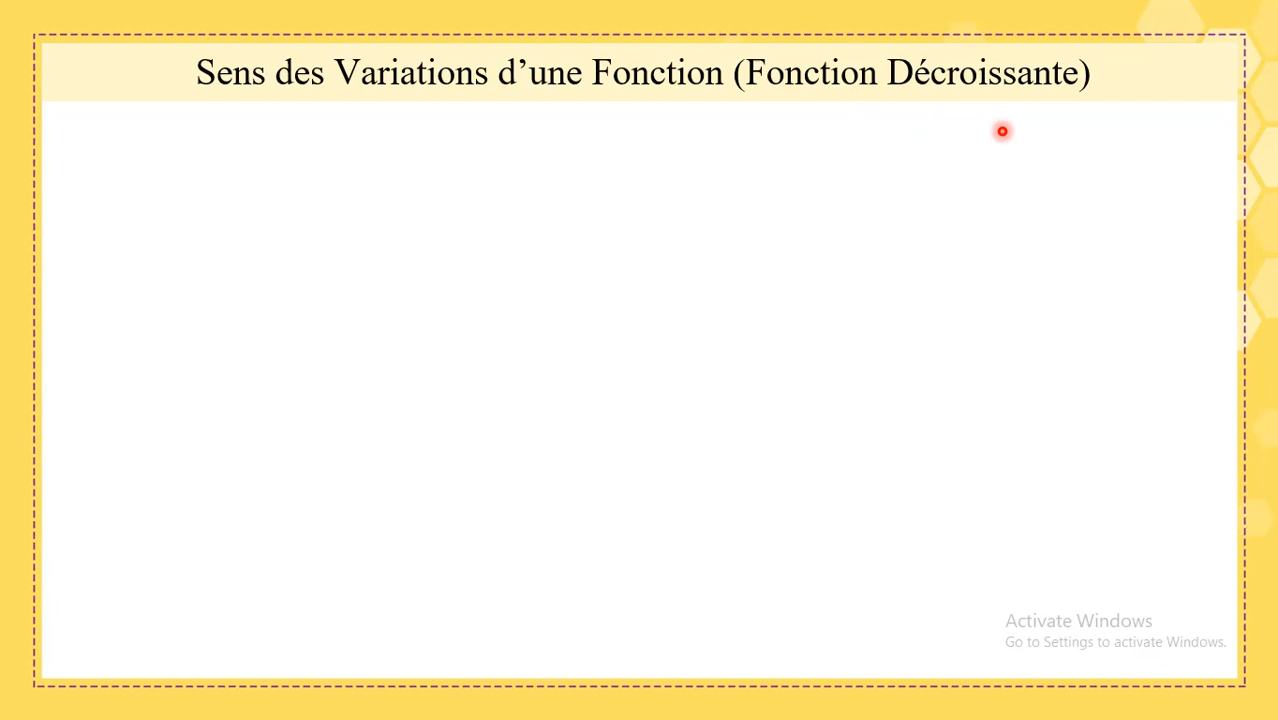 Sens des Variations d’une Fonction (Fonction Décroissante)
Activate Windows
Go to Settings to activate Windows.